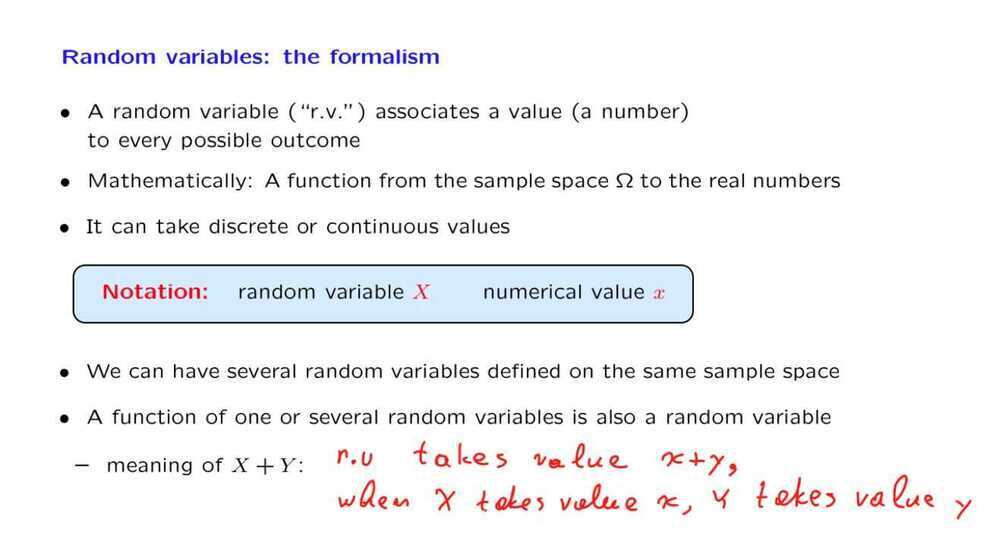 Random variables: the formalism
• A random variable (“r.v.”) associates a value (a number)
to every possible outcome
• Mathematically: A function from the sample space Ω to the real numbers
• It can take discrete or continuous values
Notation: random variable X numerical value x
• We can have several random variables defined on the same sample space
• A function of one or several random variables is also a random variable
– meaning of X + Y: r.v takes value x+y,
when X takes value x, Y takes value y